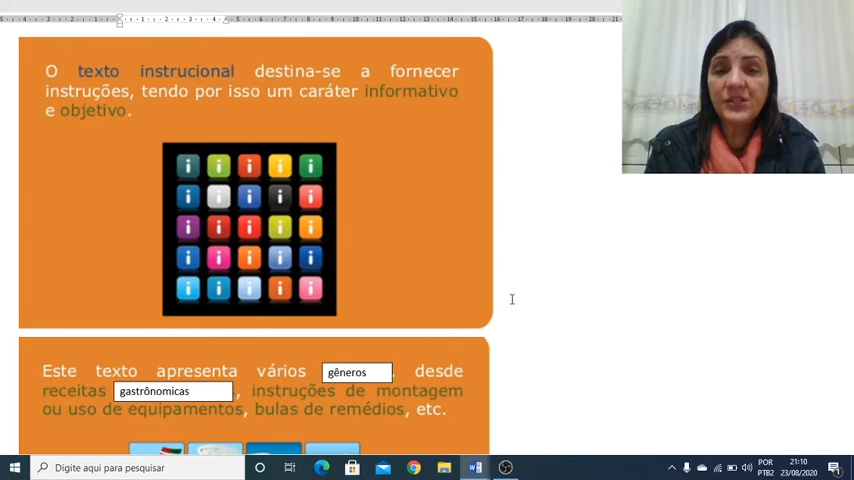 O texto instrucional destina-se a fornecer
instruções, tendo por isso um caráter informativo
e objetivo.
i i i i i
i i i i i
i i i i i
i i i i i
i i i i i
Este texto apresenta vários gêneros , desde
receitas gastrônomicas , instruções de montagem
ou uso de equipamentos, bulas de remédios, etc.
Digite aqui para pesquisar
POR
PTB2
21:10
23/08/2020